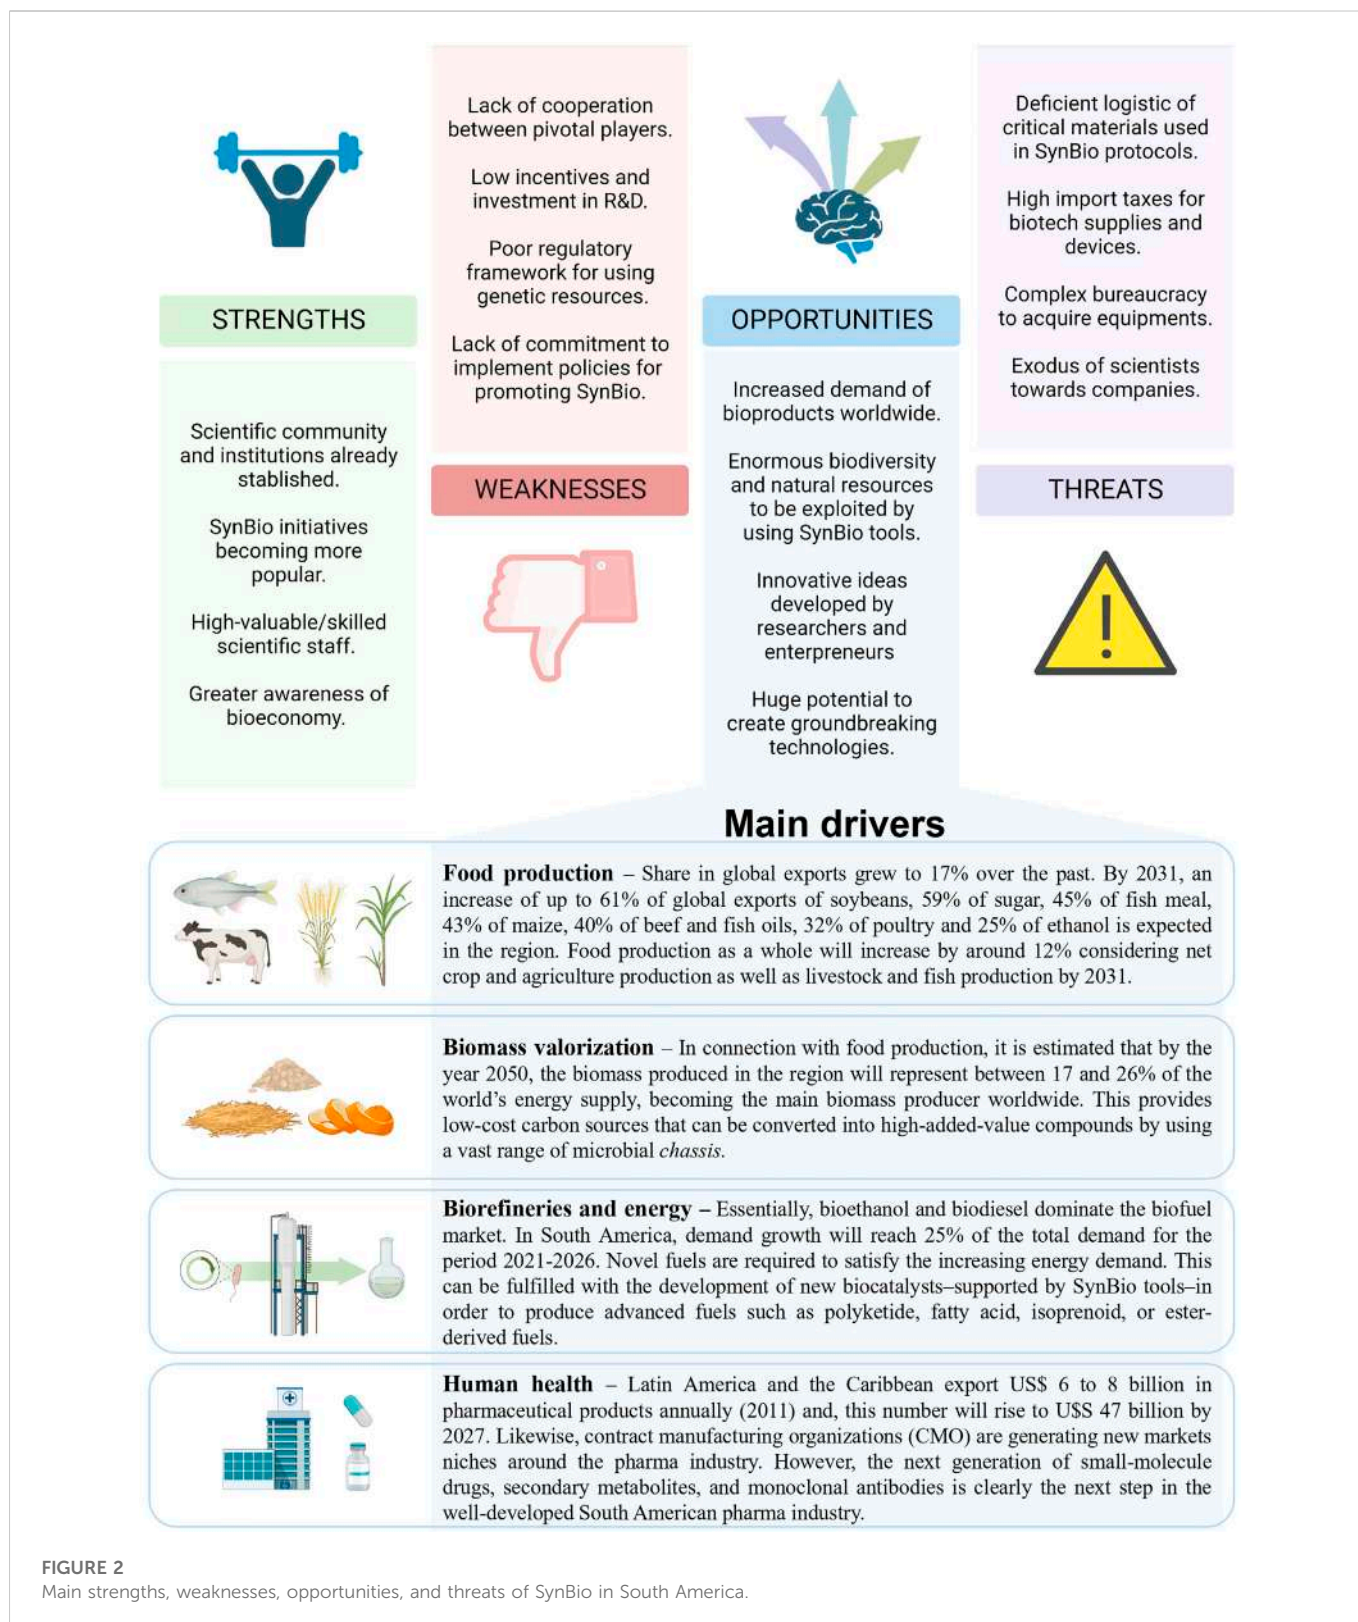 STRENGTHS
Scientific community
and institutions already
stablished.
SynBio initiatives
becoming more
popular.
High-valuable/skilled
scientific staff.
Greater awareness of
bioeconomy.
Lack of cooperation
between pivotal players.
Low incentives and
investment in R&D.
Poor regulatory
framework for using
genetic resources.
Lack of commitment to
implement policies for
promoting SynBio.
WEAKNESSES
OPPORTUNITIES
Increased demand of
bioproducts worldwide.
Enormous biodiversity
and natural resources
to be exploited by
using SynBio tools.
Innovative ideas
developed by
researchers and
enterpreneurs
Huge potential to
create groundbreaking
technologies.
Deficient logistic of
critical materials used
in SynBio protocols.
High import taxes for
biotech supplies and
devices.
Complex bureaucracy
to acquire equipments.
Exodus of scientists
towards companies.
THREATS
Main drivers
Food production – Share in global exports grew to 17% over the past. By 2031, an
increase of up to 61% of global exports of soybeans, 59% of sugar, 45% of fish meal,
43% of maize, 40% of beef and fish oils, 32% of poultry and 25% of ethanol is expected
in the region. Food production as a whole will increase by around 12% considering net
crop and agriculture production as well as livestock and fish production by 2031.
Biomass valorization – In connection with food production, it is estimated that by the
year 2050, the biomass produced in the region will represent between 17 and 26% of the
world's energy supply, becoming the main biomass producer worldwide. This provides
low-cost carbon sources that can be converted into high-added-value compounds by using
a vast range of microbial chassis.
Biorefineries and energy – Essentially, bioethanol and biodiesel dominate the biofuel
market. In South America, demand growth will reach 25% of the total demand for the
period 2021-2026. Novel fuels are required to satisfy the increasing energy demand. This
can be fulfilled with the development of new biocatalysts–supported by SynBio tools–in
order to produce advanced fuels such as polyketide, fatty acid, isoprenoid, or ester-
derived fuels.
Human health – Latin America and the Caribbean export US$ 6 to 8 billion in
pharmaceutical products annually (2011) and, this number will rise to U$S 47 billion by
2027. Likewise, contract manufacturing organizations (CMO) are generating new markets
niches around the pharma industry. However, the next generation of small-molecule
drugs, secondary metabolites, and monoclonal antibodies is clearly the next step in the
well-developed South American pharma industry.
FIGURE 2
Main strengths, weaknesses, opportunities, and threats of SynBio in South America.